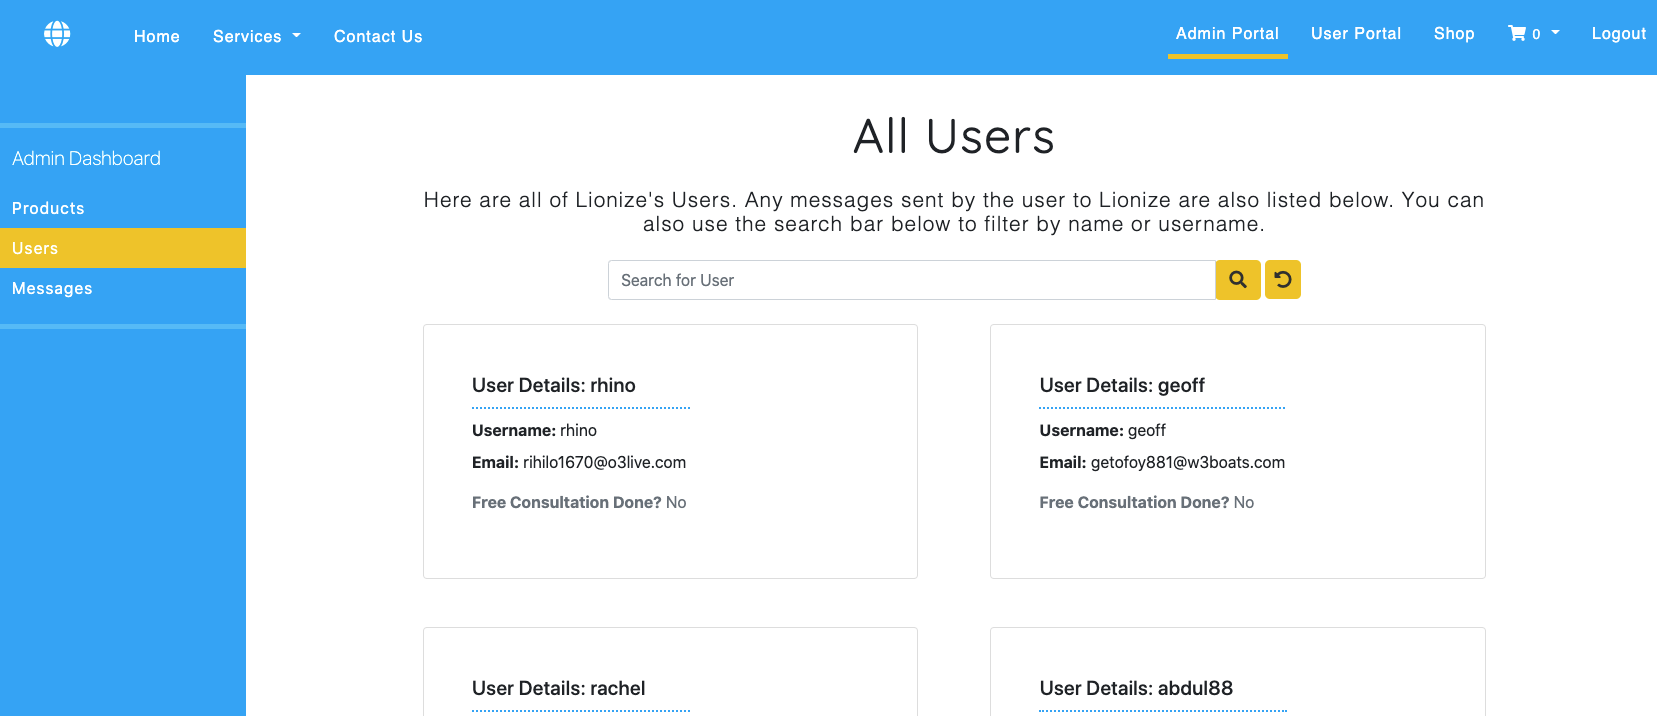 Home Services Contact Us Admin Portal User Portal Shop 0 Logout
Admin Dashboard
Products
Users
Messages
All Users
Here are all of Lionize's Users. Any messages sent by the user to Lionize are also listed below. You can
also use the search bar below to filter by name or username.
Search for User
User Details: rhino
Username: rhino
Email: rihilo1670@o3live.com
Free Consultation Done? No
User Details: geoff
Username: geoff
Email: getofoy881@w3boats.com
Free Consultation Done? No
User Details: rachel
User Details: abdul88